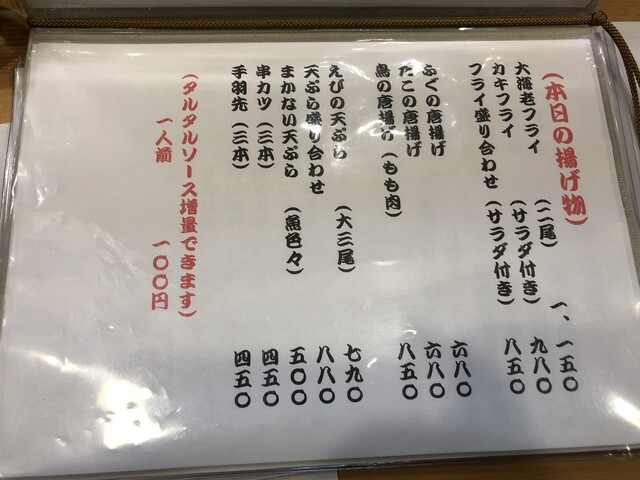 (本日の揚げ物)
大海老フライ (二尾) 一、一五〇
カキフライ (サラダ付き) 九八〇
フライ盛り合わせ (サラダ付き) 八五〇
ふぐの唐揚げ 六八〇
たこの唐揚げ 六八〇
鳥の唐揚げ (もも肉) 八五〇
えびの天ぷら (大三尾) 七九〇
天ぷら盛り合わせ 八八〇
まかない天ぷら (魚色々) 五〇〇
串カツ (三本) 四五〇
手羽先 (三本) 四五〇
(タルタルソース増量できます)
一人前 一〇〇円